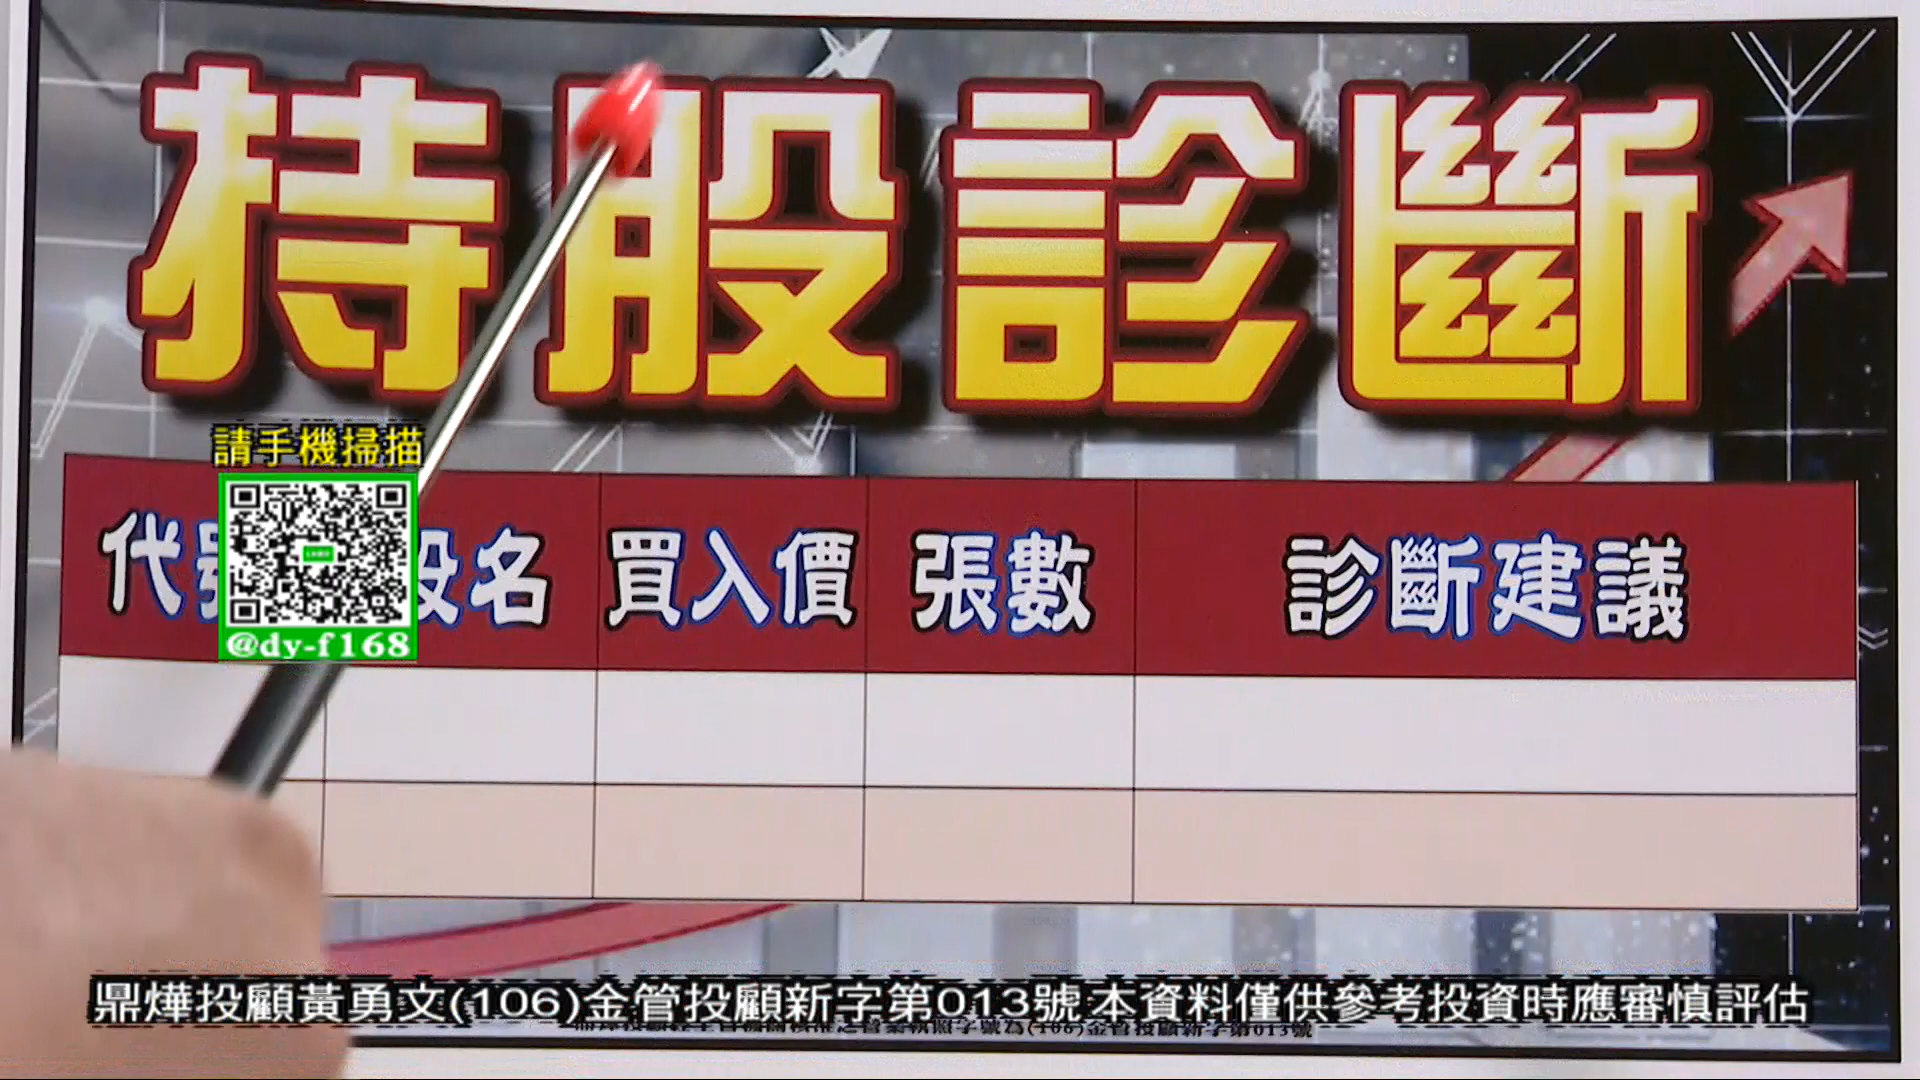 持股診斷
請手機掃描
代號 股名 買入價 張數 診斷建議
@dy-f168
鼎燁投顧黃勇文(106)金管投顧新字第013號 本資料僅供參考投資時應審慎評估